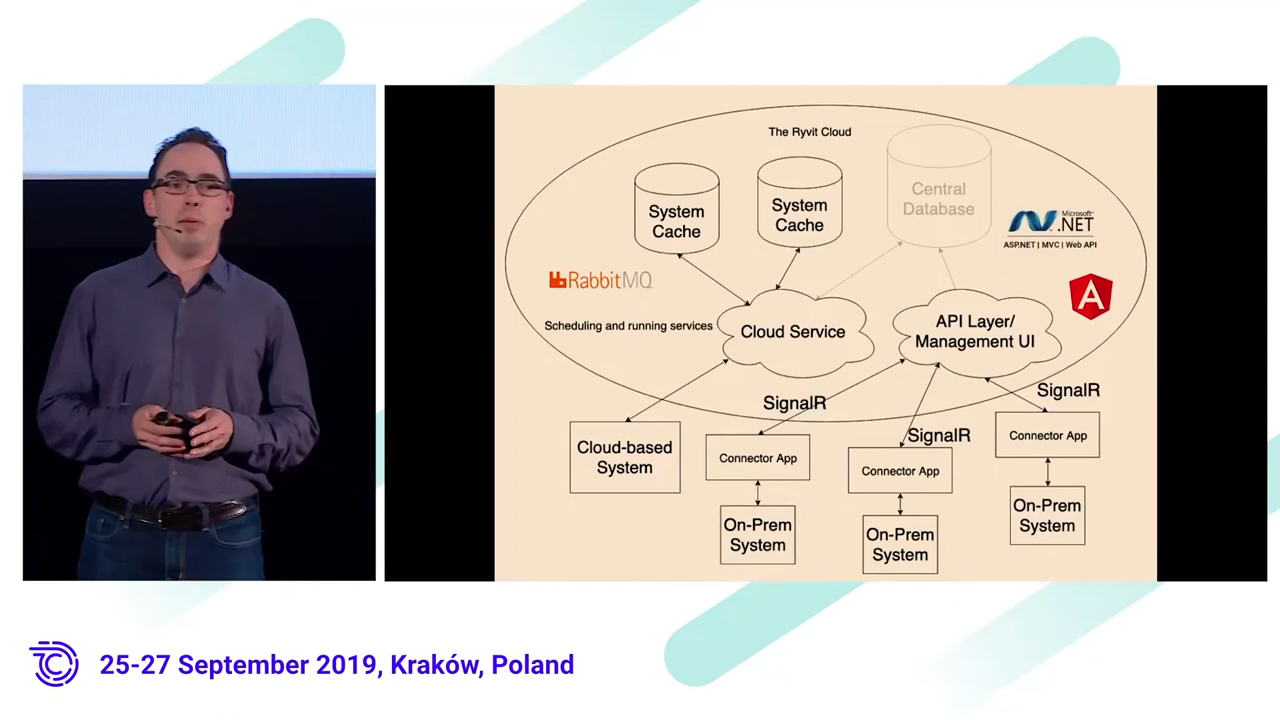 The Ryvit Cloud
System
Cache
System
Cache
Central
Database
Microsoft®
.NET
ASP.NET | MVC | Web API
RabbitMQ
A
Scheduling and running services
Cloud Service
API Layer/
Management UI
SignalR
SignalR
SignalR
Cloud-based
System
Connector App
Connector App
Connector App
On-Prem
System
On-Prem
System
On-Prem
System
25-27 September 2019, Kraków, Poland